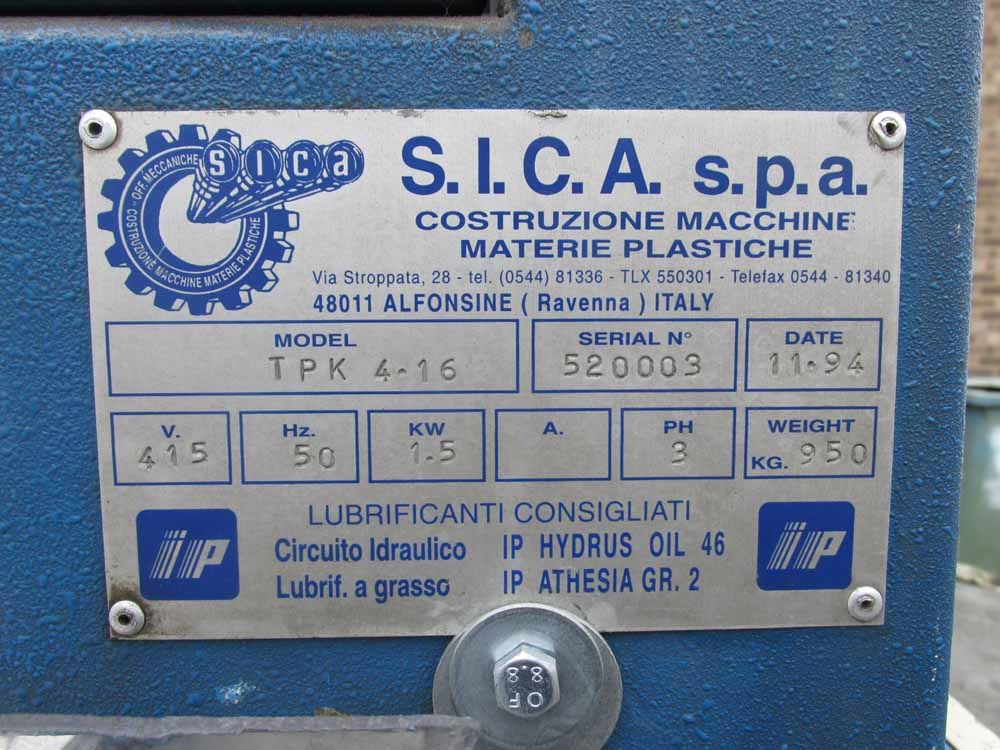 OFF. MECCANICHE - COSTRUZIONE MACCHINE MATERIE PLASTICHE
SICa
S.I.C.A. s.p.a.
COSTRUZIONE MACCHINE
MATERIE PLASTICHE
Via Stroppata, 28 - tel. (0544) 81336 - TLX 550301 - Telefax 0544 - 81340
48011 ALFONSINE ( Ravenna ) ITALY
MODEL SERIAL N° DATE
TPK 4-16 520003 11.94
V. Hz. KW A. PH WEIGHT
415 50 1.5 3 KG. 950
LUBRIFICANTI CONSIGLIATI
Circuito Idraulico IP HYDRUS OIL 46
Lubrif. a grasso IP ATHESIA GR. 2
iP
iP
8.8
OF